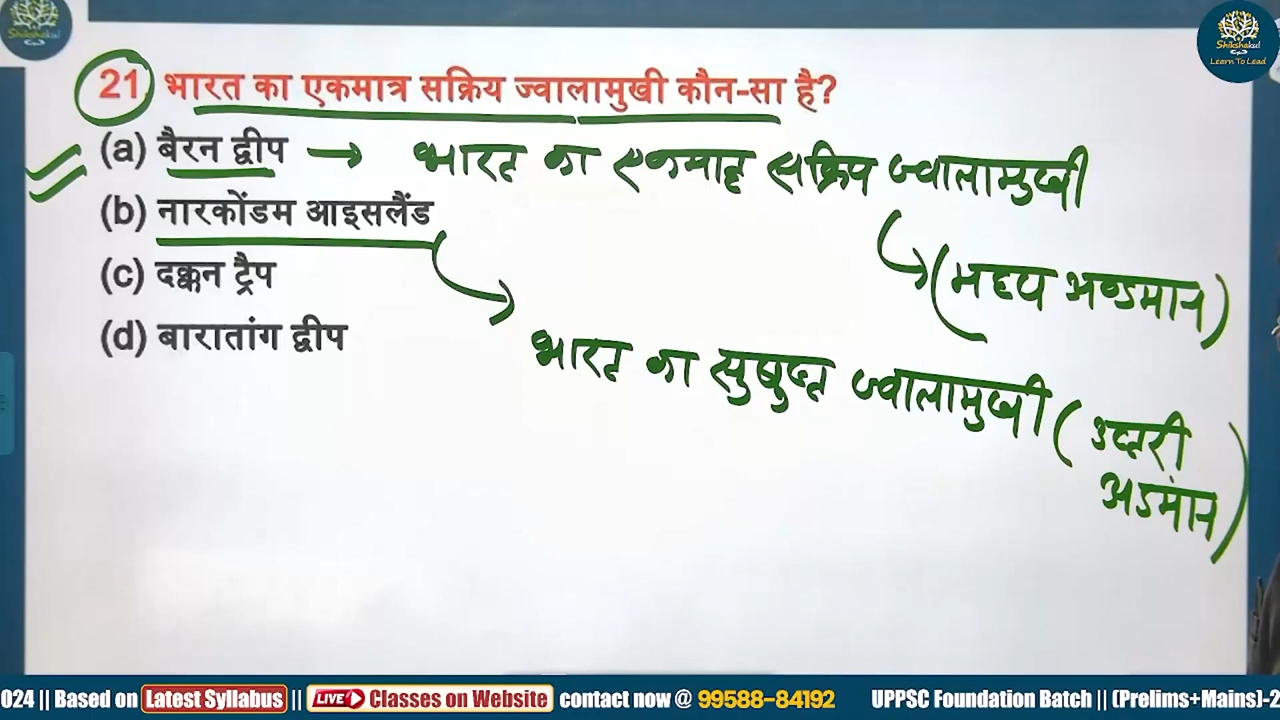 Shikshakul
Shikshakul
Learn To Lead
21 भारत का एकमात्र सक्रिय ज्वालामुखी कौन-सा है?
(a) बैरन द्वीप → भारत का एकमात्र सक्रिय ज्वालामुखी
(मध्य अण्डमान)
(b) नारकोंडम आइसलैंड
भारत का सुषुप्त ज्वालामुखी (उत्तरी
अंडमान)
(c) दक्कन ट्रैप
(d) बारातांग द्वीप
024 || Based on Latest Syllabus || LIVE Classes on Website contact now @ 99588-84192 UPPSC Foundation Batch || (Prelims+Mains)-2